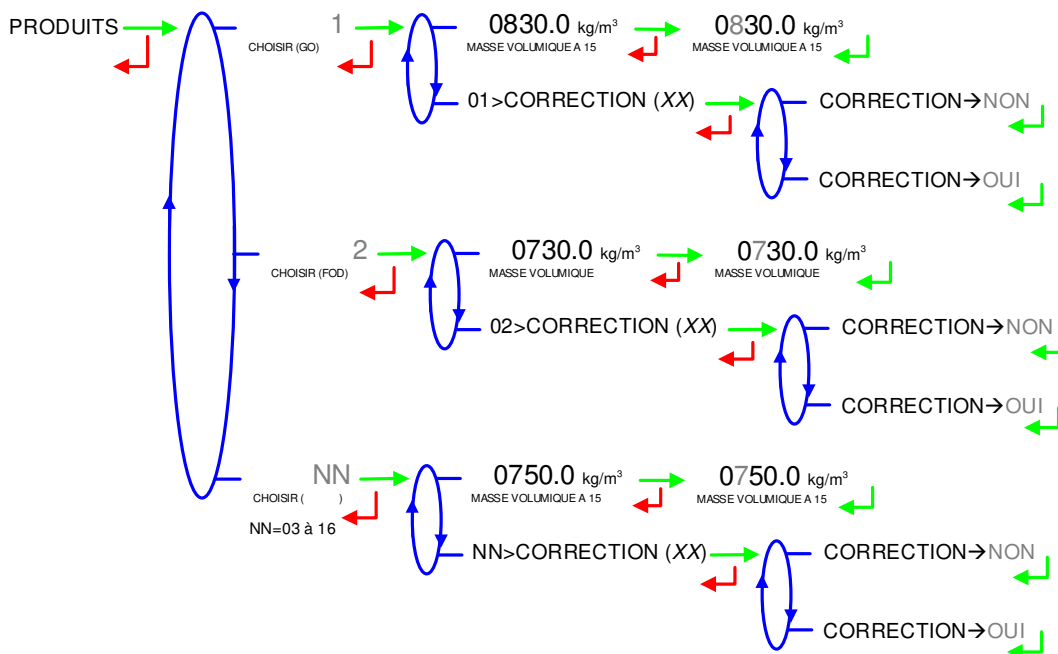 PRODUITS
1
CHOISIR (GO)
0830.0 kg/m³
MASSE VOLUMIQUE A 15
0830.0 kg/m³
MASSE VOLUMIQUE A 15
01>CORRECTION (XX)
CORRECTION→NON
CORRECTION→OUI
2
CHOISIR (FOD)
0730.0 kg/m³
MASSE VOLUMIQUE
0730.0 kg/m³
MASSE VOLUMIQUE
02>CORRECTION (XX)
CORRECTION→NON
CORRECTION→OUI
NN
CHOISIR ( )
NN=03 à 16
0750.0 kg/m³
MASSE VOLUMIQUE A 15
0750.0 kg/m³
MASSE VOLUMIQUE A 15
NN>CORRECTION (XX)
CORRECTION→NON
CORRECTION→OUI